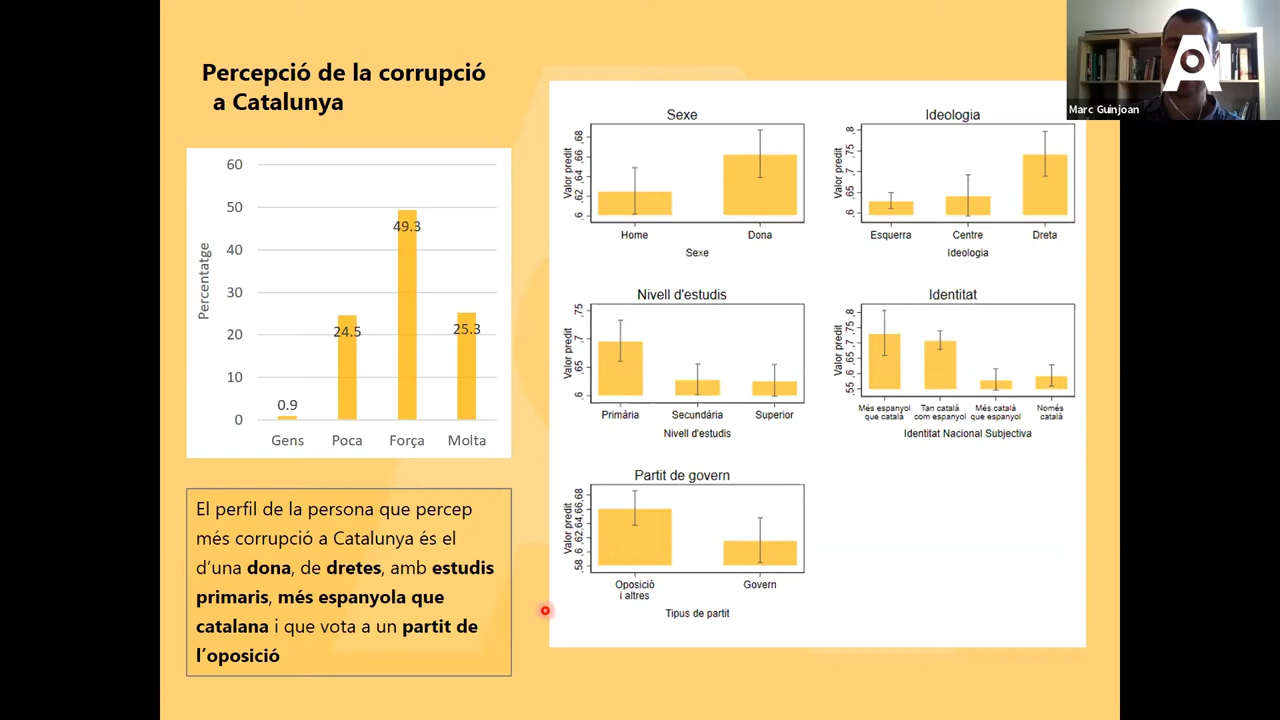 Percepció de la corrupció
a Catalunya
60
50
40
30
20
10
0
Percentatge
0.9
24.5
49.3
25.3
Gens
Poca
Força
Molta
El perfil de la persona que percep
més corrupció a Catalunya és el
d'una dona, de dretes, amb estudis
primaris, més espanyola que
catalana i que vota a un partit de
l'oposició
Sexe
Valor predit
,68
,66
,64
,62
,6
Home
Dona
Sexe
Ideologia
Valor predit
,8
,75
,7
,65
,6
Esquerra
Centre
Dreta
Ideologia
Nivell d'estudis
Valor predit
,75
,7
,65
,6
Primària
Secundària
Superior
Nivell d'estudis
Identitat
Valor predit
,8
,75
,7
,65
,6
,55
Més espanyol
que català
Tan català
com espanyol
Més català
que espanyol
Només
català
Identitat Nacional Subjectiva
Partit de govern
Valor predit
,68
,66
,64
,62
,6
,58
Oposició
i altres
Govern
Tipus de partit
Marc Guinjoan